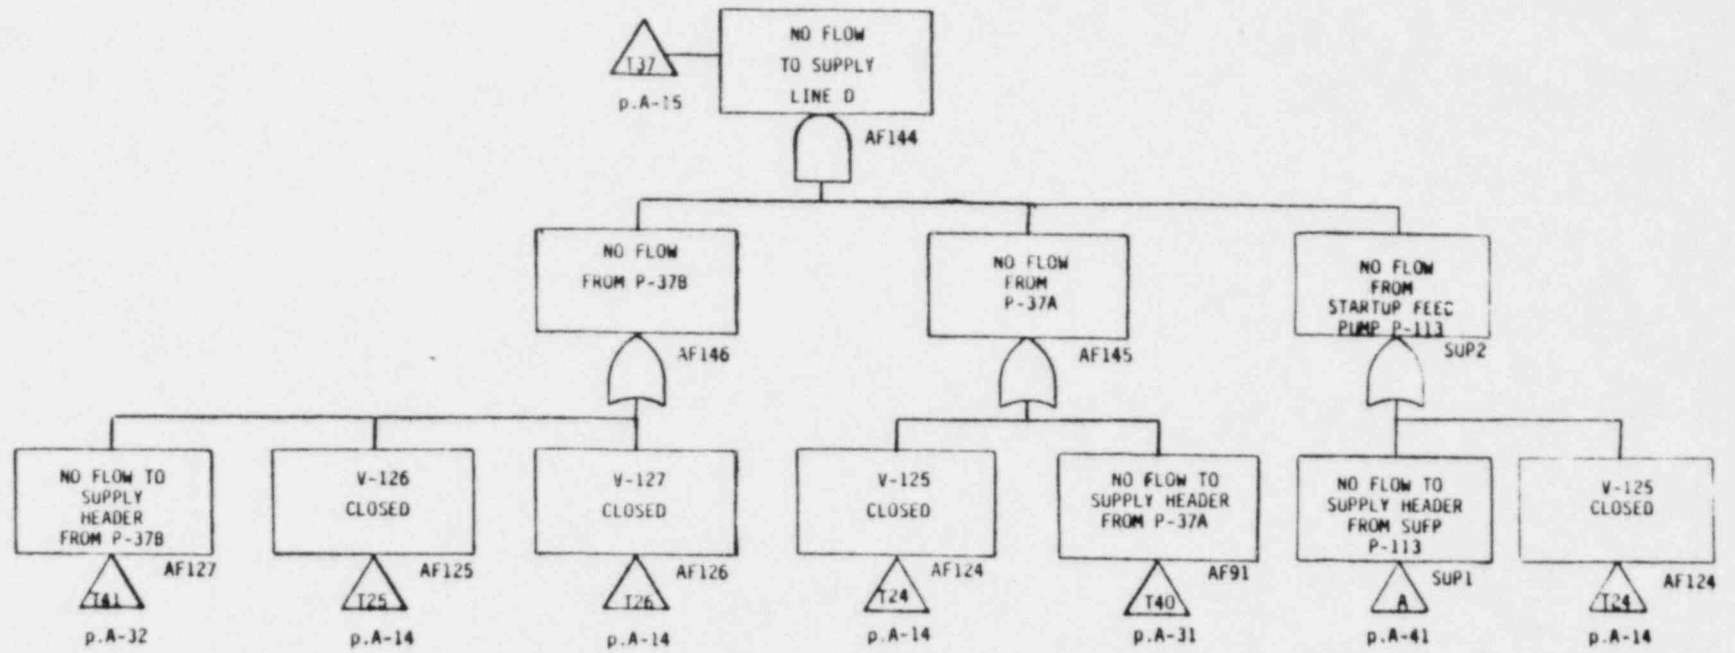 NO FLOW
TO SUPPLY
LINE D
T37
p.A-15
AF144
NO FLOW
FROM P-37B
AF146
NO FLOW
FROM
P-37A
AF145
NO FLOW
FROM
STARTUP FEED
PUMP P-113
SUP2
NO FLOW TO
SUPPLY
HEADER
FROM P-37B
AF127
T41
p.A-32
V-126
CLOSED
AF125
T25
p.A-14
V-127
CLOSED
AF126
T26
p.A-14
V-125
CLOSED
AF124
T24
p.A-14
NO FLOW TO
SUPPLY HEADER
FROM P-37A
AF91
T40
p.A-31
NO FLOW TO
SUPPLY HEADER
FROM SUFP
P-113
SUP1
A
p.A-41
V-125
CLOSED
AF124
T24
p.A-14